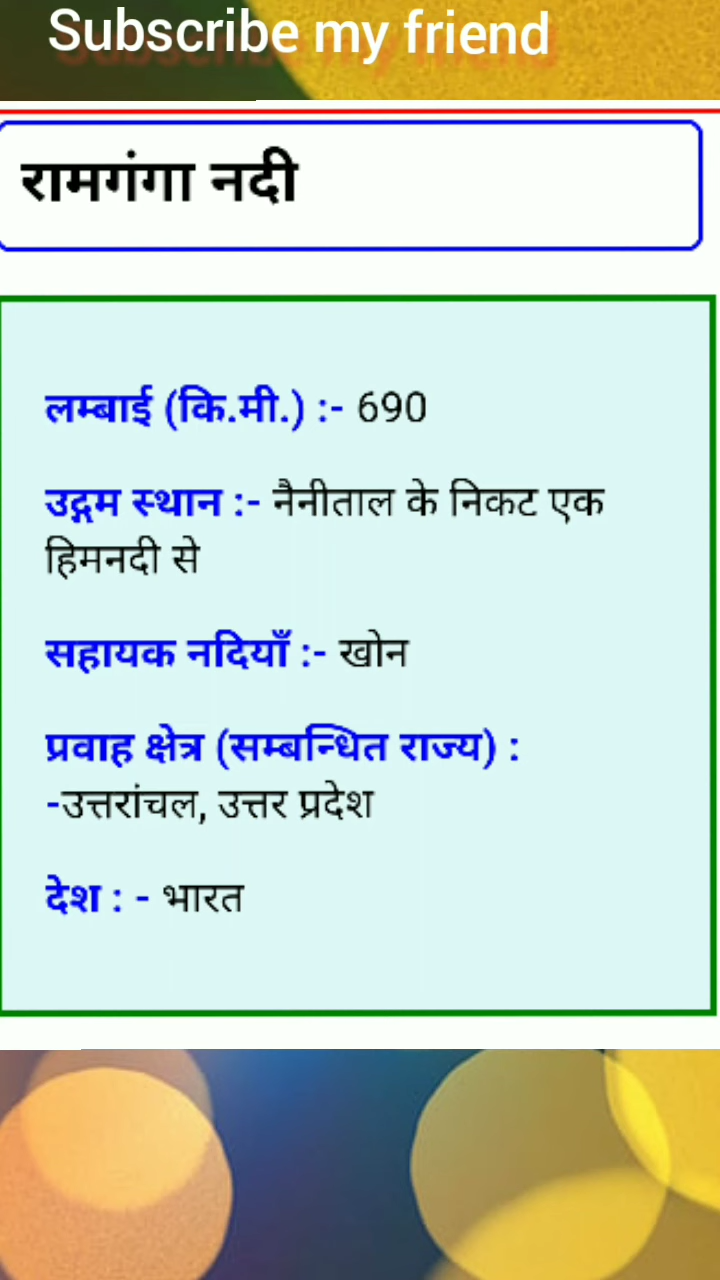 Subscribe my friend
रामगंगा नदी
लम्बाई (कि.मी.) :- 690
उद्गम स्थान :- नैनीताल के निकट एक
हिमनदी से
सहायक नदियाँ :- खोन
प्रवाह क्षेत्र (सम्बन्धित राज्य) :
-उत्तरांचल, उत्तर प्रदेश
देश : - भारत